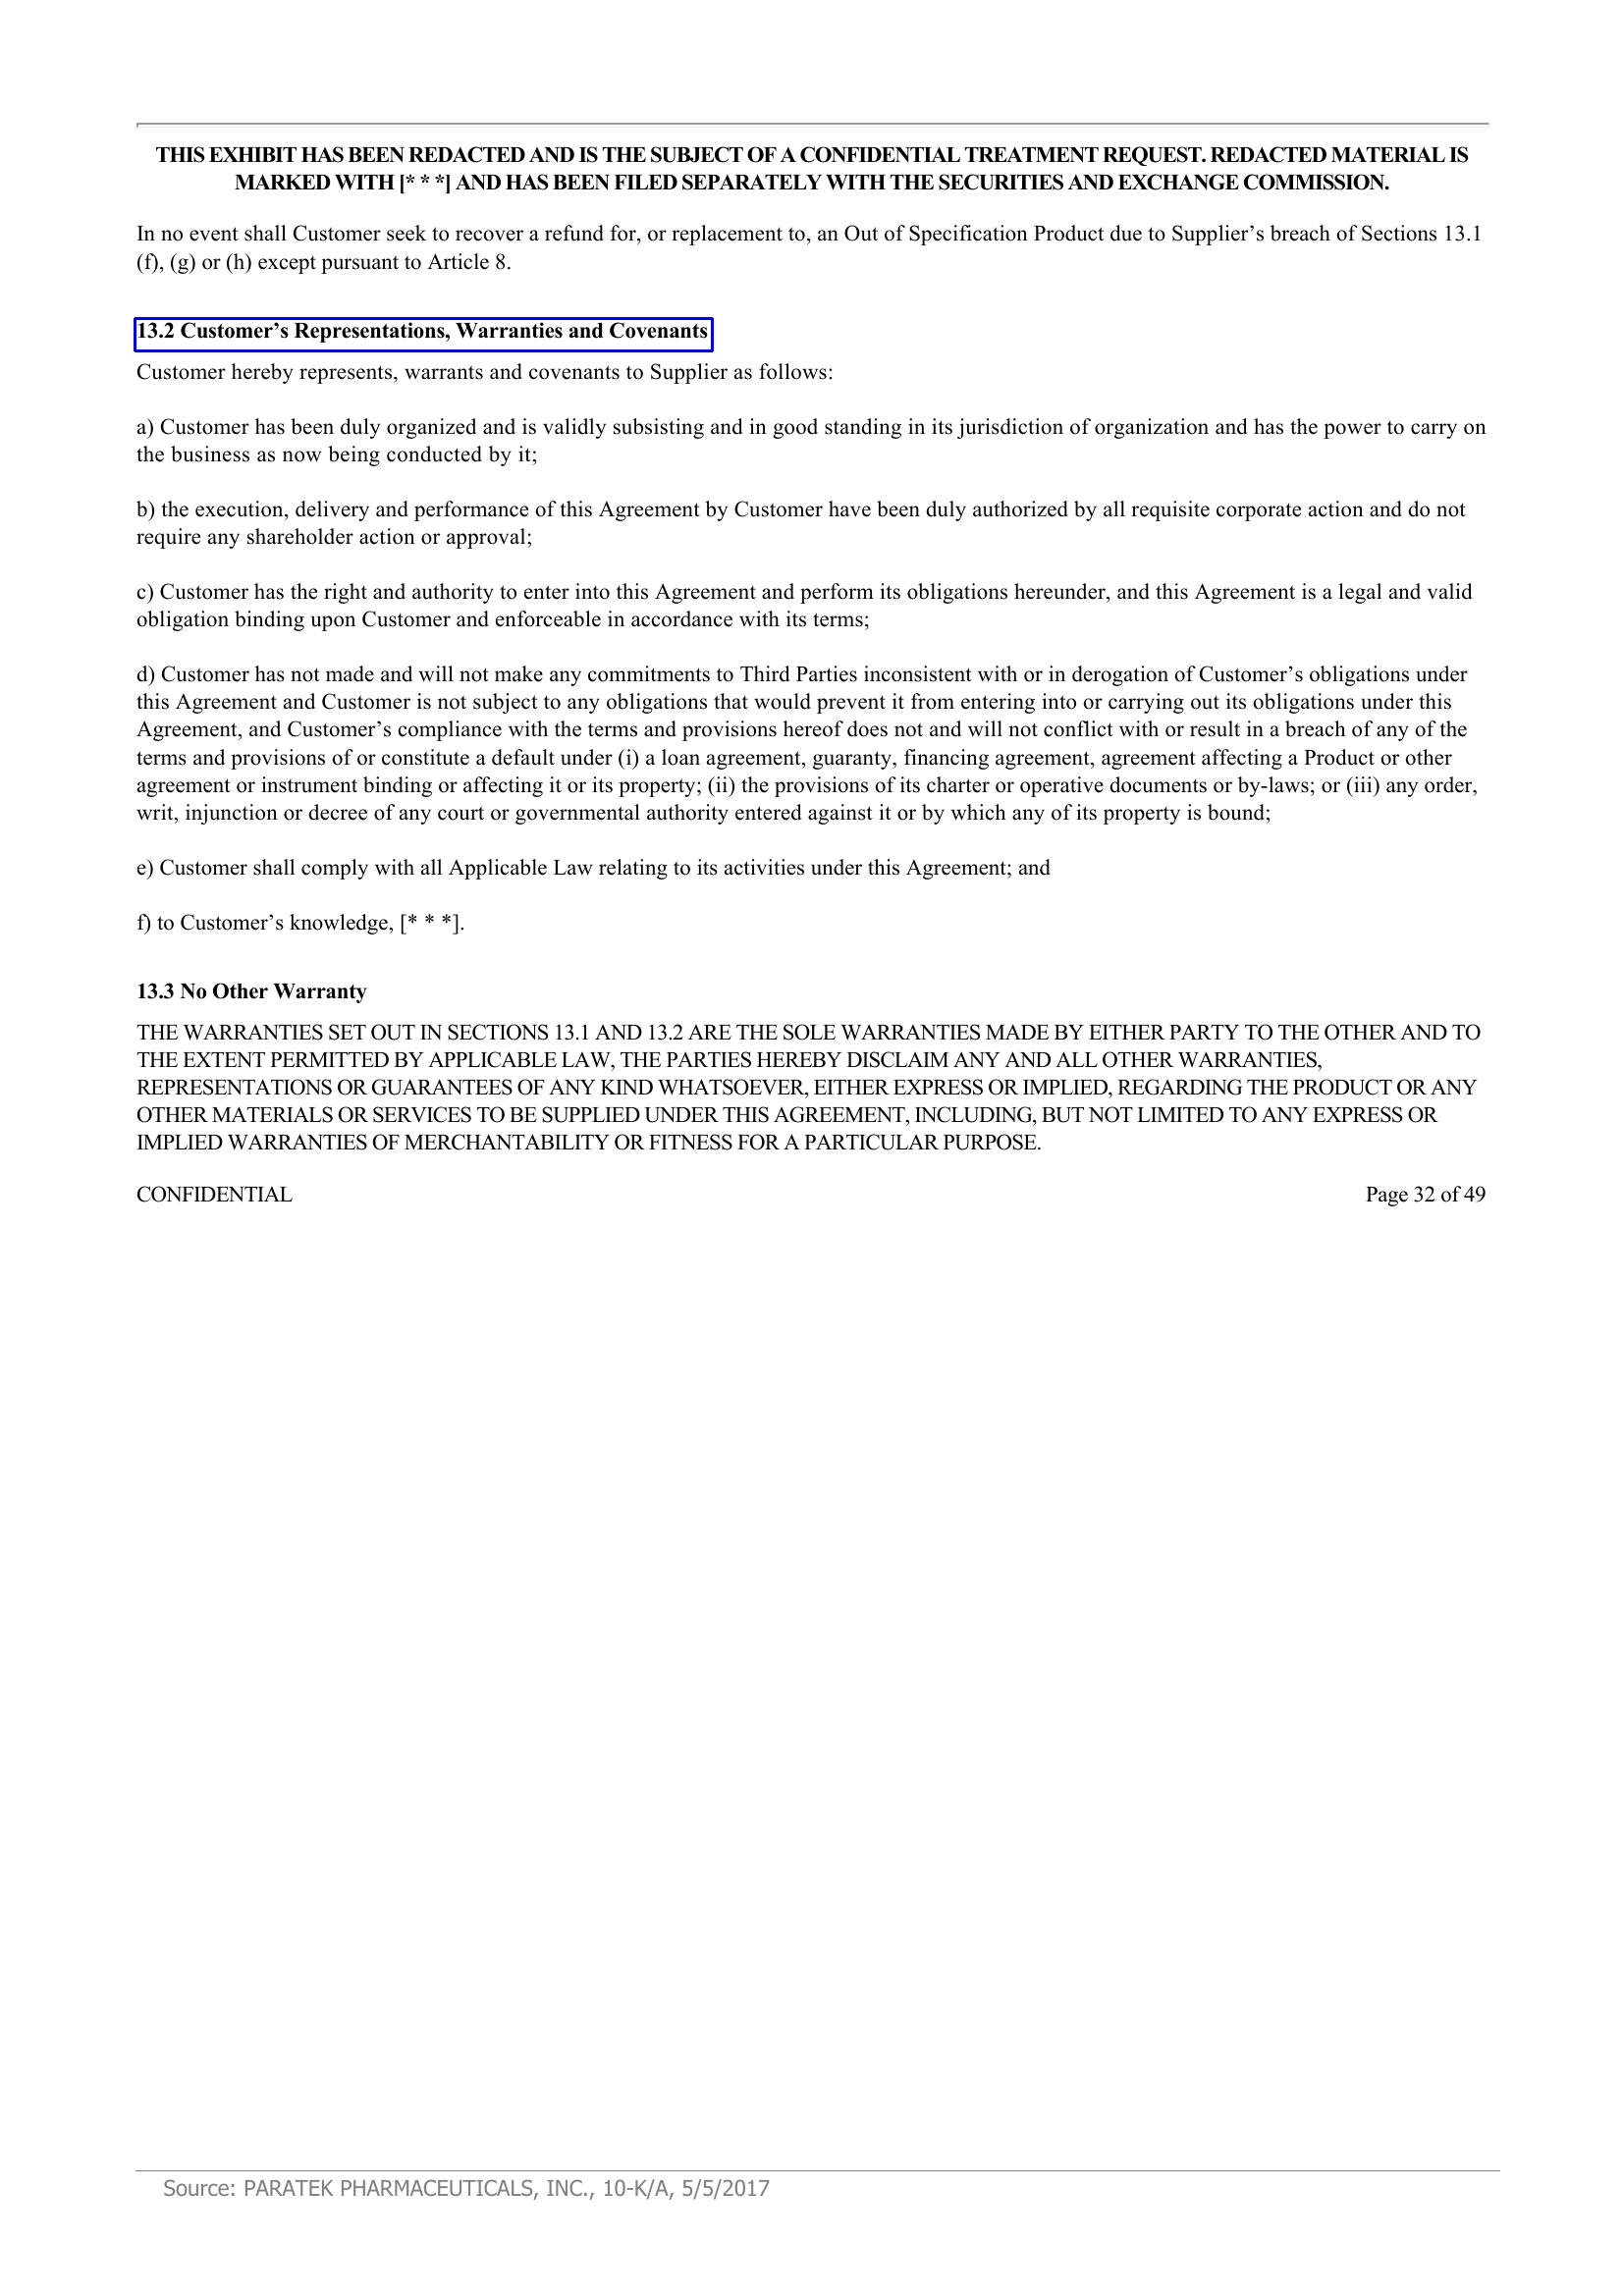 THIS EXHIBIT HAS BEEN REDACTED AND IS THE SUBJECT OF A CONFIDENTIAL TREATMENT REQUEST. REDACTED MATERIAL IS
MARKED WITH [* * *] AND HAS BEEN FILED SEPARATELY WITH THE SECURITIES AND EXCHANGE COMMISSION.
In no event shall Customer seek to recover a refund for, or replacement to, an Out of Specification Product due to Supplier’s breach of Sections 13.1
(f), (g) or (h) except pursuant to Article 8.
13.2 Customer’s Representations, Warranties and Covenants
Customer hereby represents, warrants and covenants to Supplier as follows:
a) Customer has been duly organized and is validly subsisting and in good standing in its jurisdiction of organization and has the power to carry on
the business as now being conducted by it;
b) the execution, delivery and performance of this Agreement by Customer have been duly authorized by all requisite corporate action and do not
require any shareholder action or approval;
c) Customer has the right and authority to enter into this Agreement and perform its obligations hereunder, and this Agreement is a legal and valid
obligation binding upon Customer and enforceable in accordance with its terms;
d) Customer has not made and will not make any commitments to Third Parties inconsistent with or in derogation of Customer’s obligations under
this Agreement and Customer is not subject to any obligations that would prevent it from entering into or carrying out its obligations under this
Agreement, and Customer’s compliance with the terms and provisions hereof does not and will not conflict with or result in a breach of any of the
terms and provisions of or constitute a default under (i) a loan agreement, guaranty, financing agreement, agreement affecting a Product or other
agreement or instrument binding or affecting it or its property; (ii) the provisions of its charter or operative documents or by-laws; or (iii) any order,
writ, injunction or decree of any court or governmental authority entered against it or by which any of its property is bound;
e) Customer shall comply with all Applicable Law relating to its activities under this Agreement; and
f) to Customer’s knowledge, [* * *].
13.3 No Other Warranty
THE WARRANTIES SET OUT IN SECTIONS 13.1 AND 13.2 ARE THE SOLE WARRANTIES MADE BY EITHER PARTY TO THE OTHER AND TO
THE EXTENT PERMITTED BY APPLICABLE LAW, THE PARTIES HEREBY DISCLAIM ANY AND ALL OTHER WARRANTIES,
REPRESENTATIONS OR GUARANTEES OF ANY KIND WHATSOEVER, EITHER EXPRESS OR IMPLIED, REGARDING THE PRODUCT OR ANY
OTHER MATERIALS OR SERVICES TO BE SUPPLIED UNDER THIS AGREEMENT, INCLUDING, BUT NOT LIMITED TO ANY EXPRESS OR
IMPLIED WARRANTIES OF MERCHANTABILITY OR FITNESS FOR A PARTICULAR PURPOSE.
CONFIDENTIAL Page 32 of 49
Source: PARATEK PHARMACEUTICALS, INC., 10-K/A, 5/5/2017